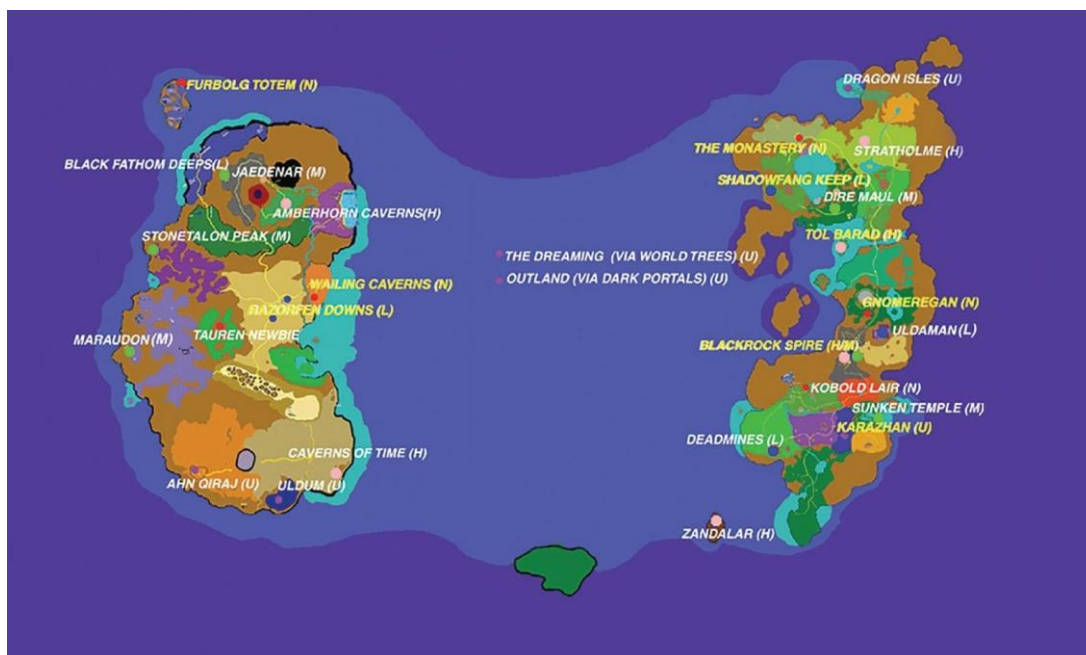 FURBOLG TOTEM (N)
BLACK FATHOM DEEPS(L)
JAEDENAR (M)
AMBERHORN CAVERNS(H)
STONETALON PEAK (M)
WAILING CAVERNS (N)
RAZORFEN DOWNS (L)
TAUREN NEWBIE
MARAUDON (M)
CAVERNS OF TIME (H)
AHN QIRAJ (U)
ULDUM (U)
THE DREAMING (VIA WORLD TREES) (U)
OUTLAND (VIA DARK PORTALS) (U)
DRAGON ISLES (U)
THE MONASTERY (N)
STRATHOLME (H)
SHADOWFANG KEEP (L)
DIRE MAUL (M)
TOL BARAD (H)
GNOMEREGAN (N)
ULDAMAN (L)
BLACKROCK SPIRE (H/M)
KOBOLD LAIR (N)
SUNKEN TEMPLE (M)
KARAZHAN (U)
DEADMINES (L)
ZANDALAR (H)